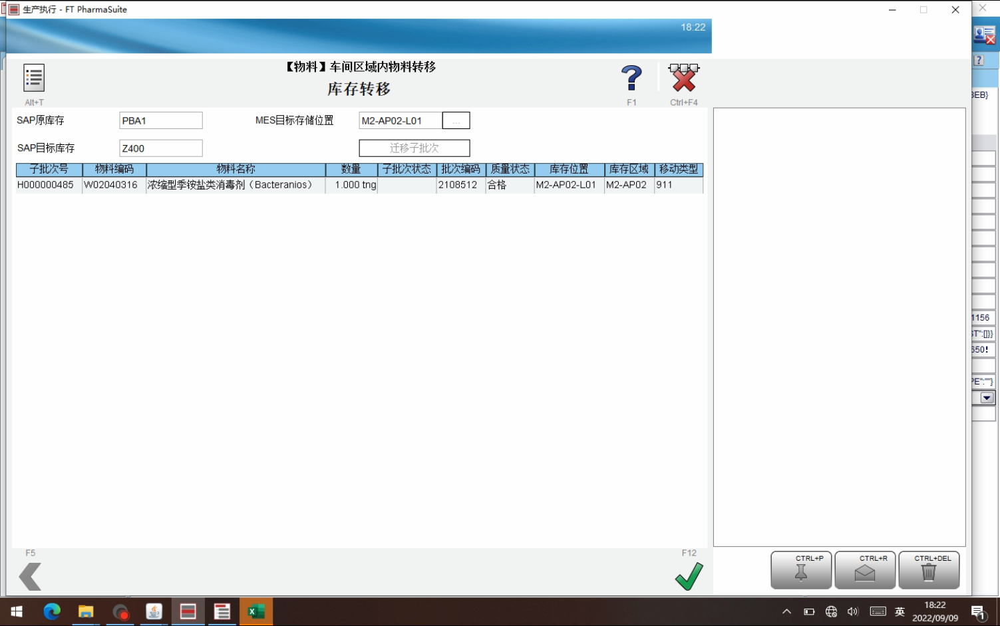 生产执行 - FT PharmaSuite
18:22
【物料】车间区域内物料转移
库存转移
Alt+T
F1
Ctrl+F4
SAP原库存
PBA1
MES目标存储位置
M2-AP02-L01
...
SAP目标库存
Z400
迁移子批次
子批次号 物料编码 物料名称 数量 子批次状态 批次编码 质量状态 库存位置 库存区域 移动类型
H000000485 W02040316 浓缩型季铵盐类消毒剂（Bacteranios） 1.000 tng 2108512 合格 M2-AP02-L01 M2-AP02 911
1156
650!
F5
F12
CTRL+P
CTRL+R
CTRL+DEL
英
18:22
2022/09/09
1